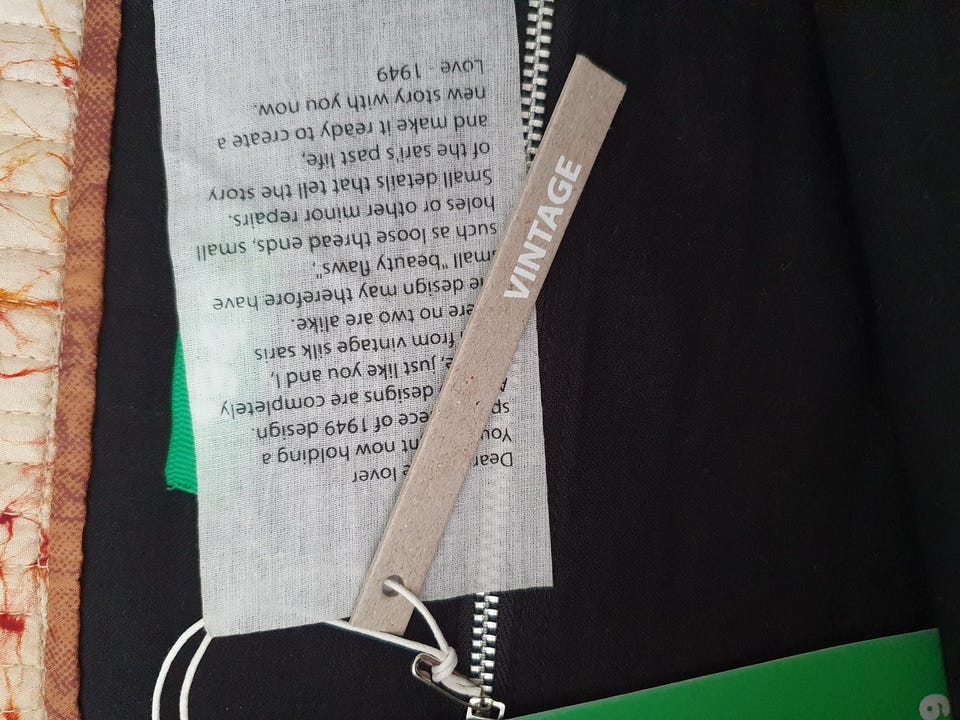 Dear lover
You now holding a
of 1949 design.
designs are completely
just like you and I,
from vintage silk saris
no two are alike.
design may therefore have
small "beauty flaws",
such as loose thread ends, small
holes or other minor repairs.
Small details that tell the story
of the sari's past life,
and make it ready to create a
new story with you now.
Love - 1949
VINTAGE